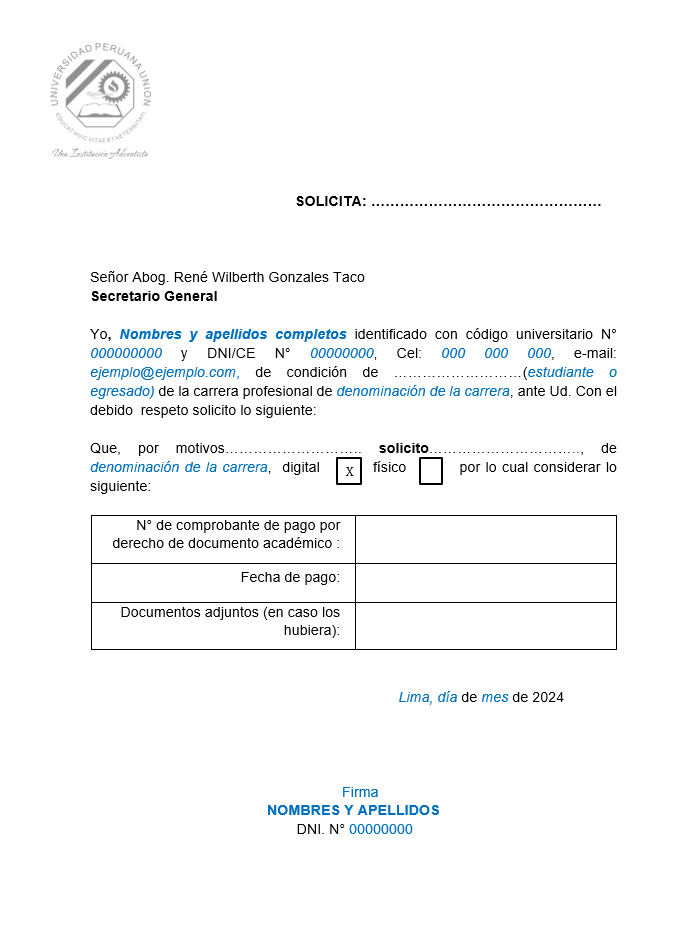 UNIVERSIDAD PERUANA UNION
Una Institución Adventista
SOLICITA: …………………………………………
Señor Abog. René Wilberth Gonzales Taco
Secretario General
Yo, Nombres y apellidos completos identificado con código universitario N°
000000000 y DNI/CE N° 00000000, Cel: 000 000 000, e-mail:
ejemplo@ejemplo.com, de condición de ………………………(estudiante o
egresado) de la carrera profesional de denominación de la carrera, ante Ud. Con el
debido respeto solicito lo siguiente:
Que, por motivos……………………….. solicito…………………………..., de
denominación de la carrera, digital X físico por lo cual considerar lo
siguiente:
N° de comprobante de pago por
derecho de documento académico :
Fecha de pago:
Documentos adjuntos (en caso los
hubiera):
Lima, día de mes de 2024
Firma
NOMBRES Y APELLIDOS
DNI. N° 00000000